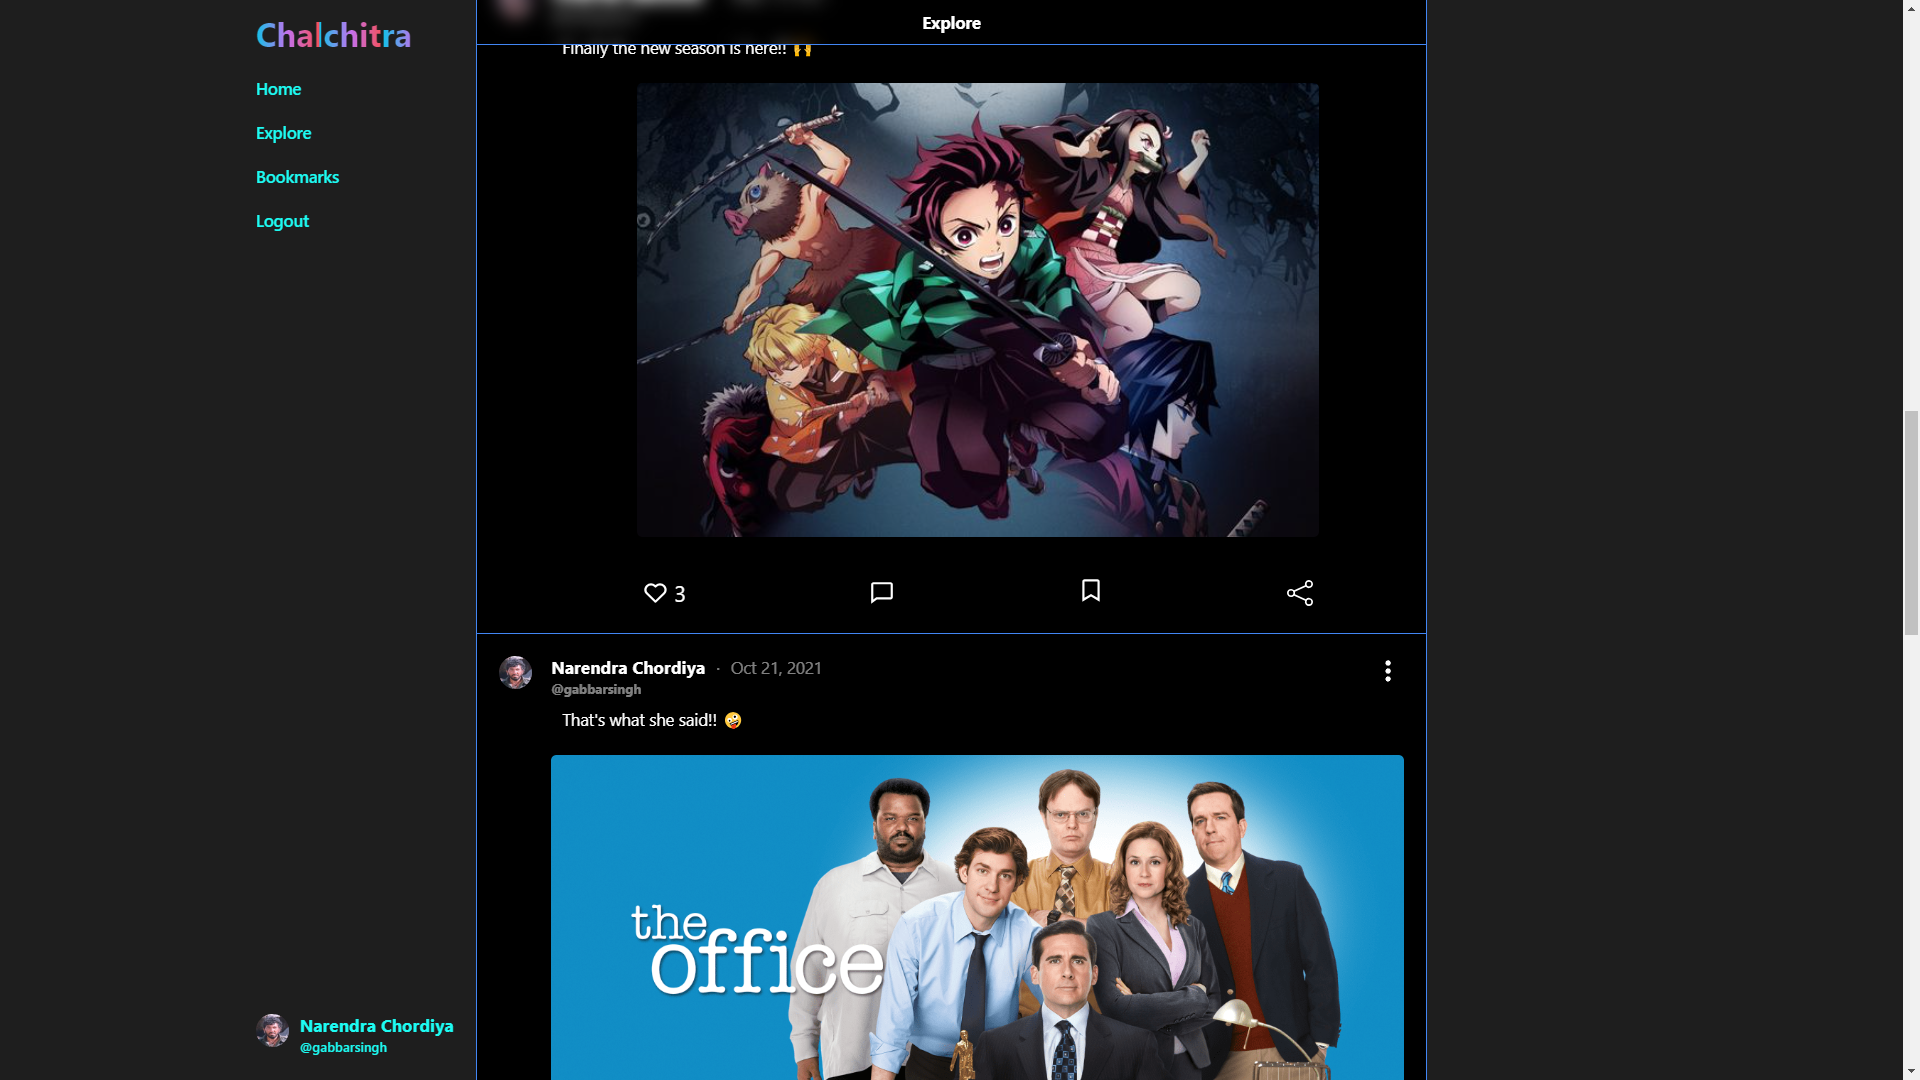 Chalchitra
Home
Explore
Bookmarks
Logout
Explore
Finally the new season is here!! 🙌
3
Narendra Chordiya · Oct 21, 2021
@gabbarsingh
That's what she said!! 🤪
the
office
Narendra Chordiya
@gabbarsingh